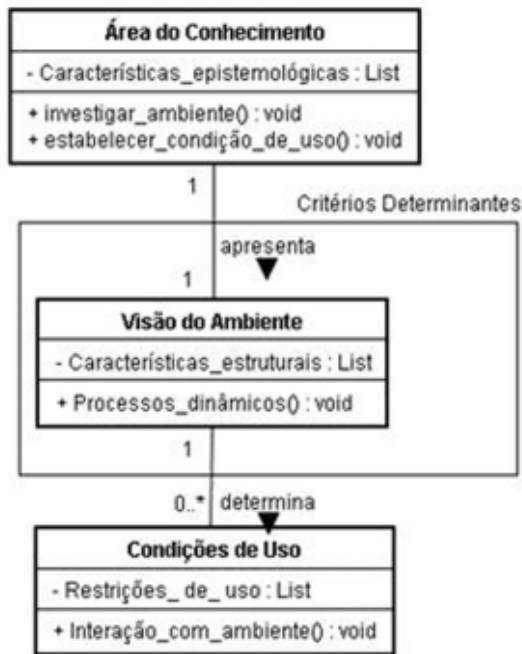 Área do Conhecimento
- Características_epistemológicas : List
+ investigar_ambiente() : void
+ estabelecer_condição_de_uso() : void
1
Critérios Determinantes
apresenta
1
Visão do Ambiente
- Características_estruturais : List
+ Processos_dinâmicos() : void
1
0..* determina
Condições de Uso
- Restrições_ de_ uso : List
+ Interação_com_ambiente() : void